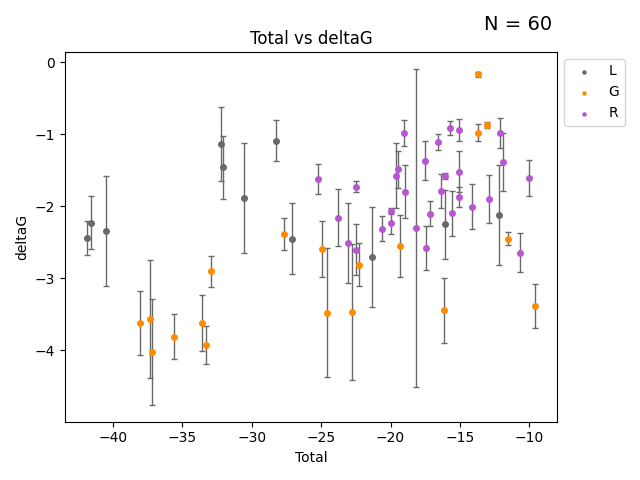 N = 60
Total vs deltaG
L
G
R
0
−1
−2
−3
−4
deltaG
−40 −35 −30 −25 −20 −15 −10
Total